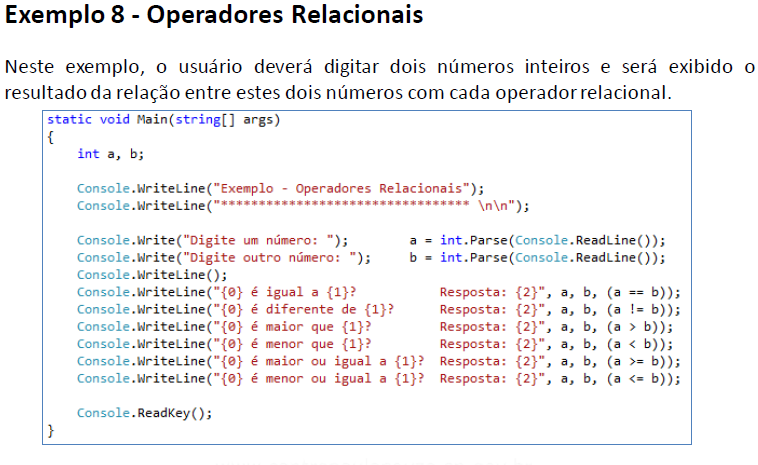 Exemplo 8 - Operadores Relacionais
Neste exemplo, o usuário deverá digitar dois números inteiros e será exibido o
resultado da relação entre estes dois números com cada operador relacional.
static void Main(string[] args)
{
    int a, b;
    Console.WriteLine("Exemplo - Operadores Relacionais");
    Console.WriteLine("********************************* \n\n");
    Console.Write("Digite um número: ");        a = int.Parse(Console.ReadLine());
    Console.Write("Digite outro número: ");     b = int.Parse(Console.ReadLine());
    Console.WriteLine();
    Console.WriteLine("{0} é igual a {1}?           Resposta: {2}", a, b, (a == b));
    Console.WriteLine("{0} é diferente de {1}?      Resposta: {2}", a, b, (a != b));
    Console.WriteLine("{0} é maior que {1}?         Resposta: {2}", a, b, (a > b));
    Console.WriteLine("{0} é menor que {1}?         Resposta: {2}", a, b, (a < b));
    Console.WriteLine("{0} é maior ou igual a {1}?  Resposta: {2}", a, b, (a >= b));
    Console.WriteLine("{0} é menor ou igual a {1}?  Resposta: {2}", a, b, (a <= b));
    Console.ReadKey();
}